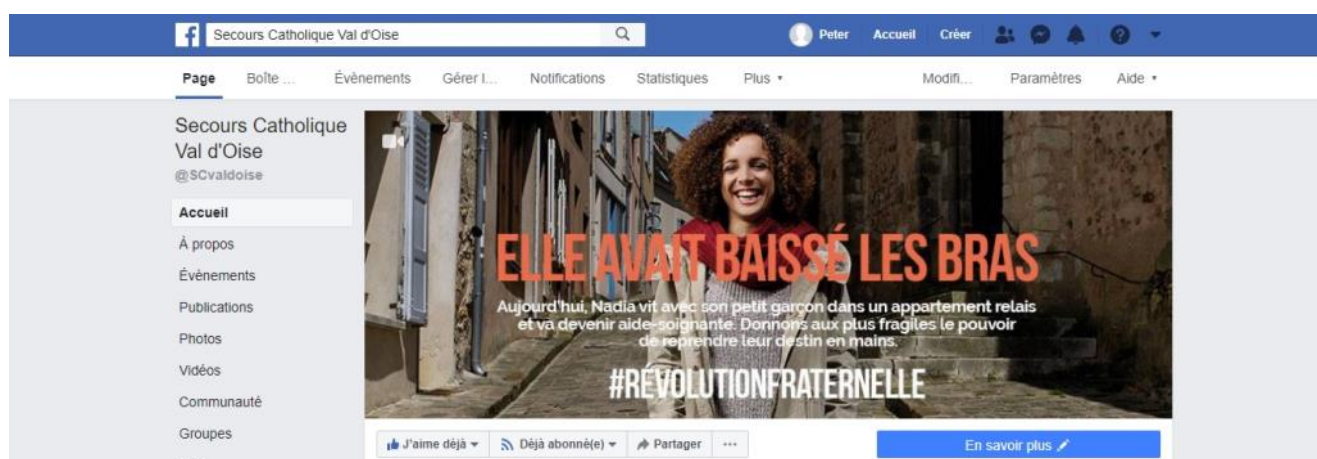 Secours Catholique Val d'Oise
Peter Accueil Créer
Page Boîte ... Évènements Gérer l... Notifications Statistiques Plus Modifi... Paramètres Aide
Secours Catholique
Val d'Oise
@SCvaldoise
Accueil
À propos
Évènements
Publications
Photos
Vidéos
Communauté
Groupes
ELLE AVAIT BAISSÉ LES BRAS
Aujourd'hui, Nadia vit avec son petit garçon dans un appartement relais
et va devenir aide-soignante. Donnons aux plus fragiles le pouvoir
de reprendre leur destin en mains.
#REVOLUTIONFRATERNELLE
J'aime déjà Déjà abonné(e) Partager ... En savoir plus